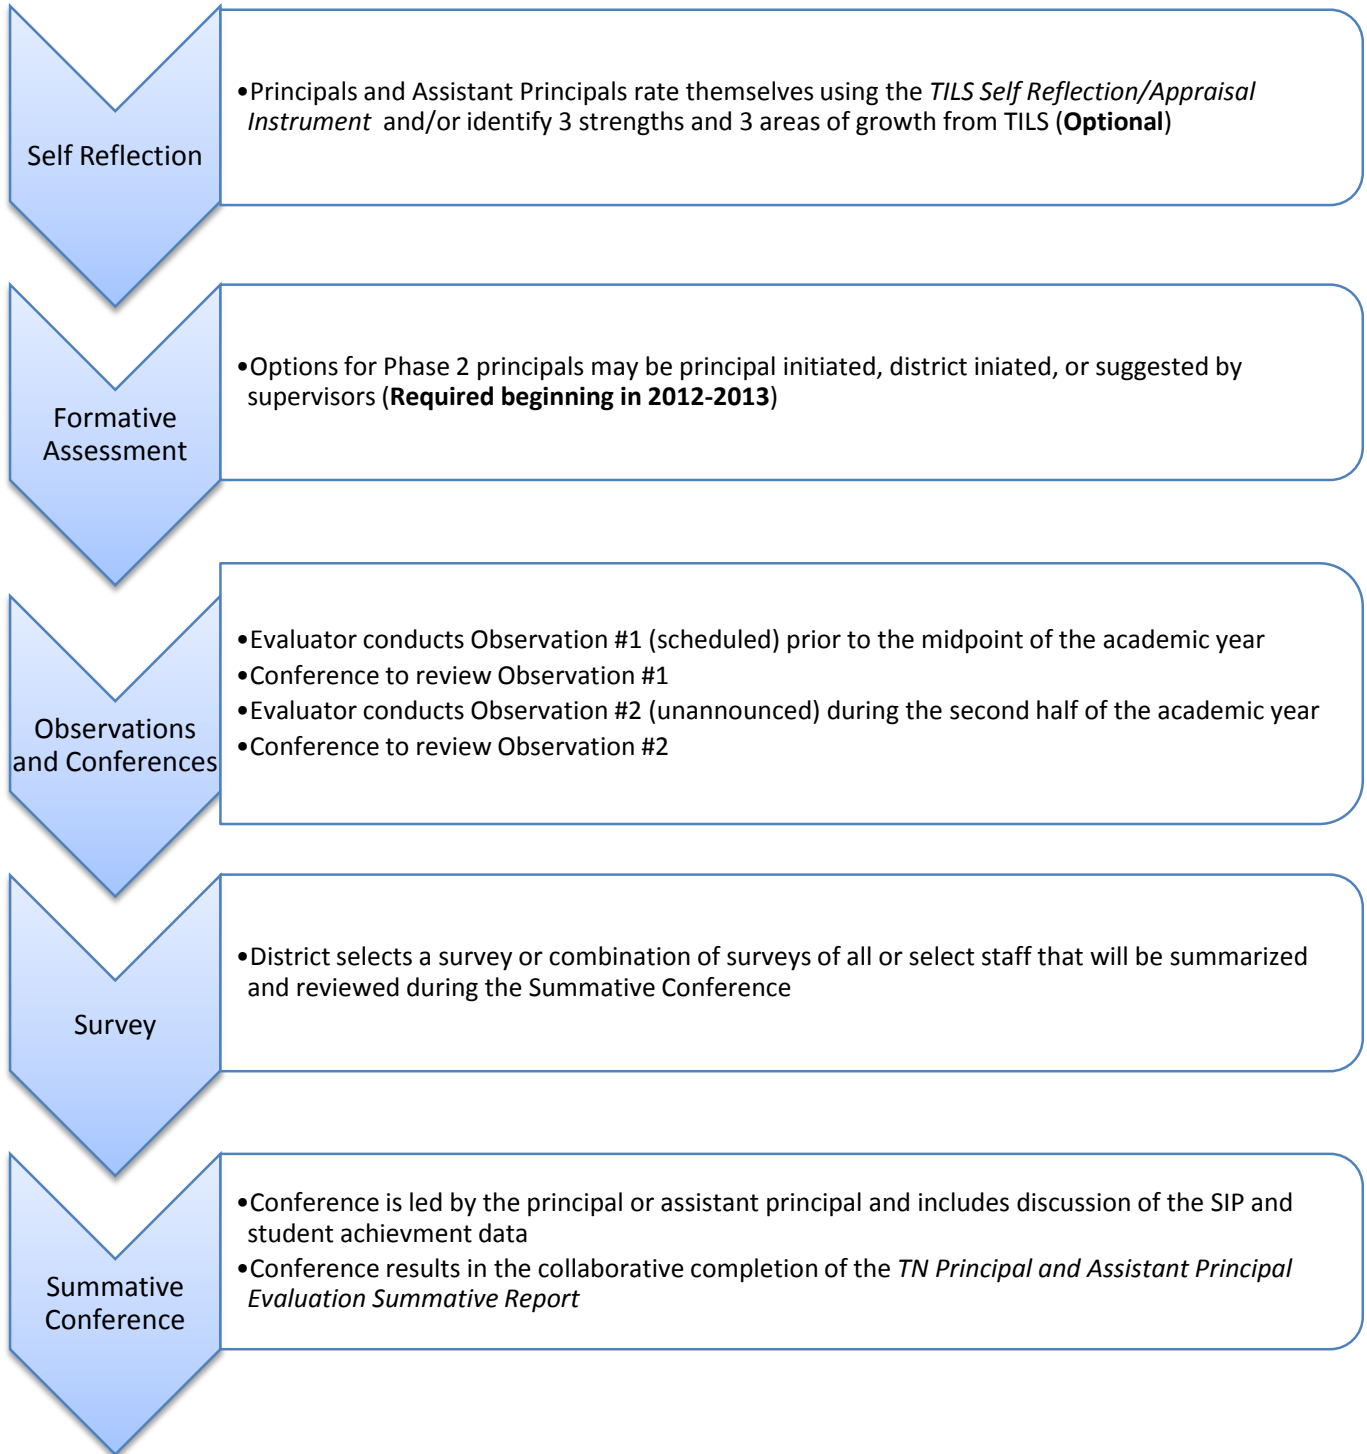 Self Reflection
•Principals and Assistant Principals rate themselves using the TILS Self Reflection/Appraisal
Instrument and/or identify 3 strengths and 3 areas of growth from TILS (Optional)
Formative
Assessment
•Options for Phase 2 principals may be principal initiated, district iniated, or suggested by
supervisors (Required beginning in 2012-2013)
Observations
and Conferences
•Evaluator conducts Observation #1 (scheduled) prior to the midpoint of the academic year
•Conference to review Observation #1
•Evaluator conducts Observation #2 (unannounced) during the second half of the academic year
•Conference to review Observation #2
Survey
•District selects a survey or combination of surveys of all or select staff that will be summarized
and reviewed during the Summative Conference
Summative
Conference
•Conference is led by the principal or assistant principal and includes discussion of the SIP and
student achievment data
•Conference results in the collaborative completion of the TN Principal and Assistant Principal
Evaluation Summative Report